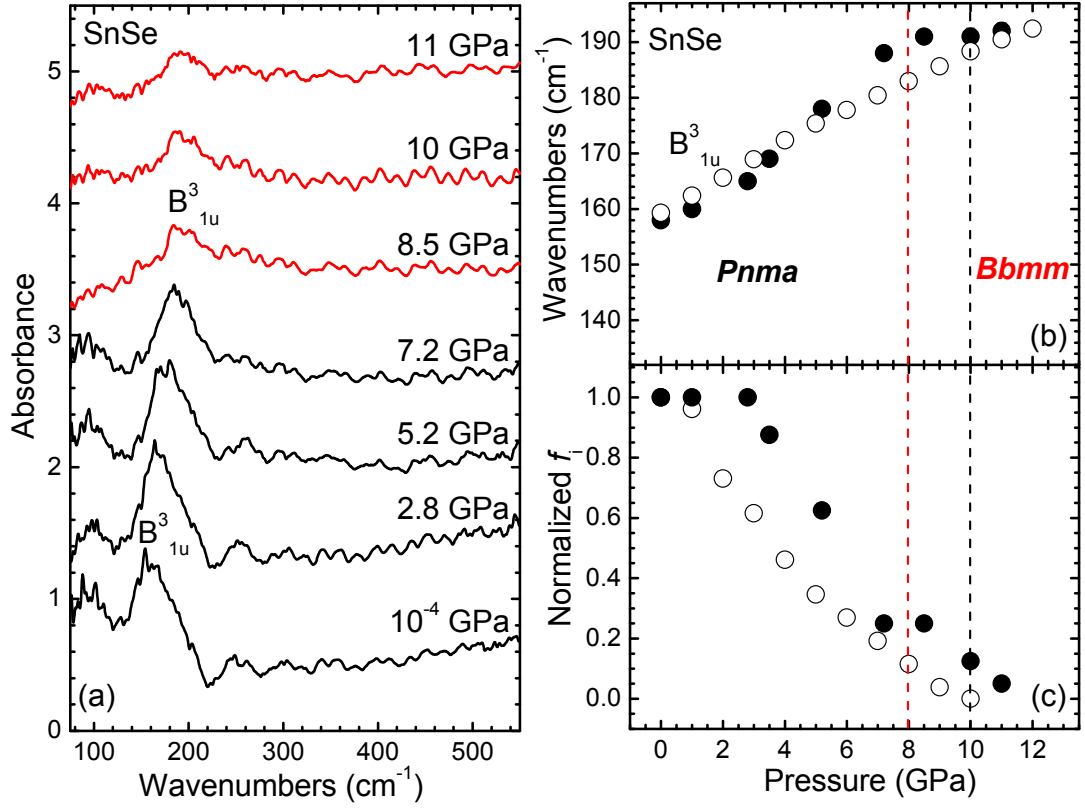 SnSe
11 GPa
10 GPa
B³₁ᵤ
8.5 GPa
7.2 GPa
5.2 GPa
2.8 GPa
B³₁ᵤ
10⁻⁴ GPa
(a)
Absorbance
0
1
2
3
4
5
100 200 300 400 500
Wavenumbers (cm⁻¹)
SnSe
B³₁ᵤ
Pnma
Bbmm
(b)
Wavenumbers (cm⁻¹)
190
180
170
160
150
140
(c)
Normalized fᵢ
1.0
0.8
0.6
0.4
0.2
0.0
0 2 4 6 8 10 12
Pressure (GPa)